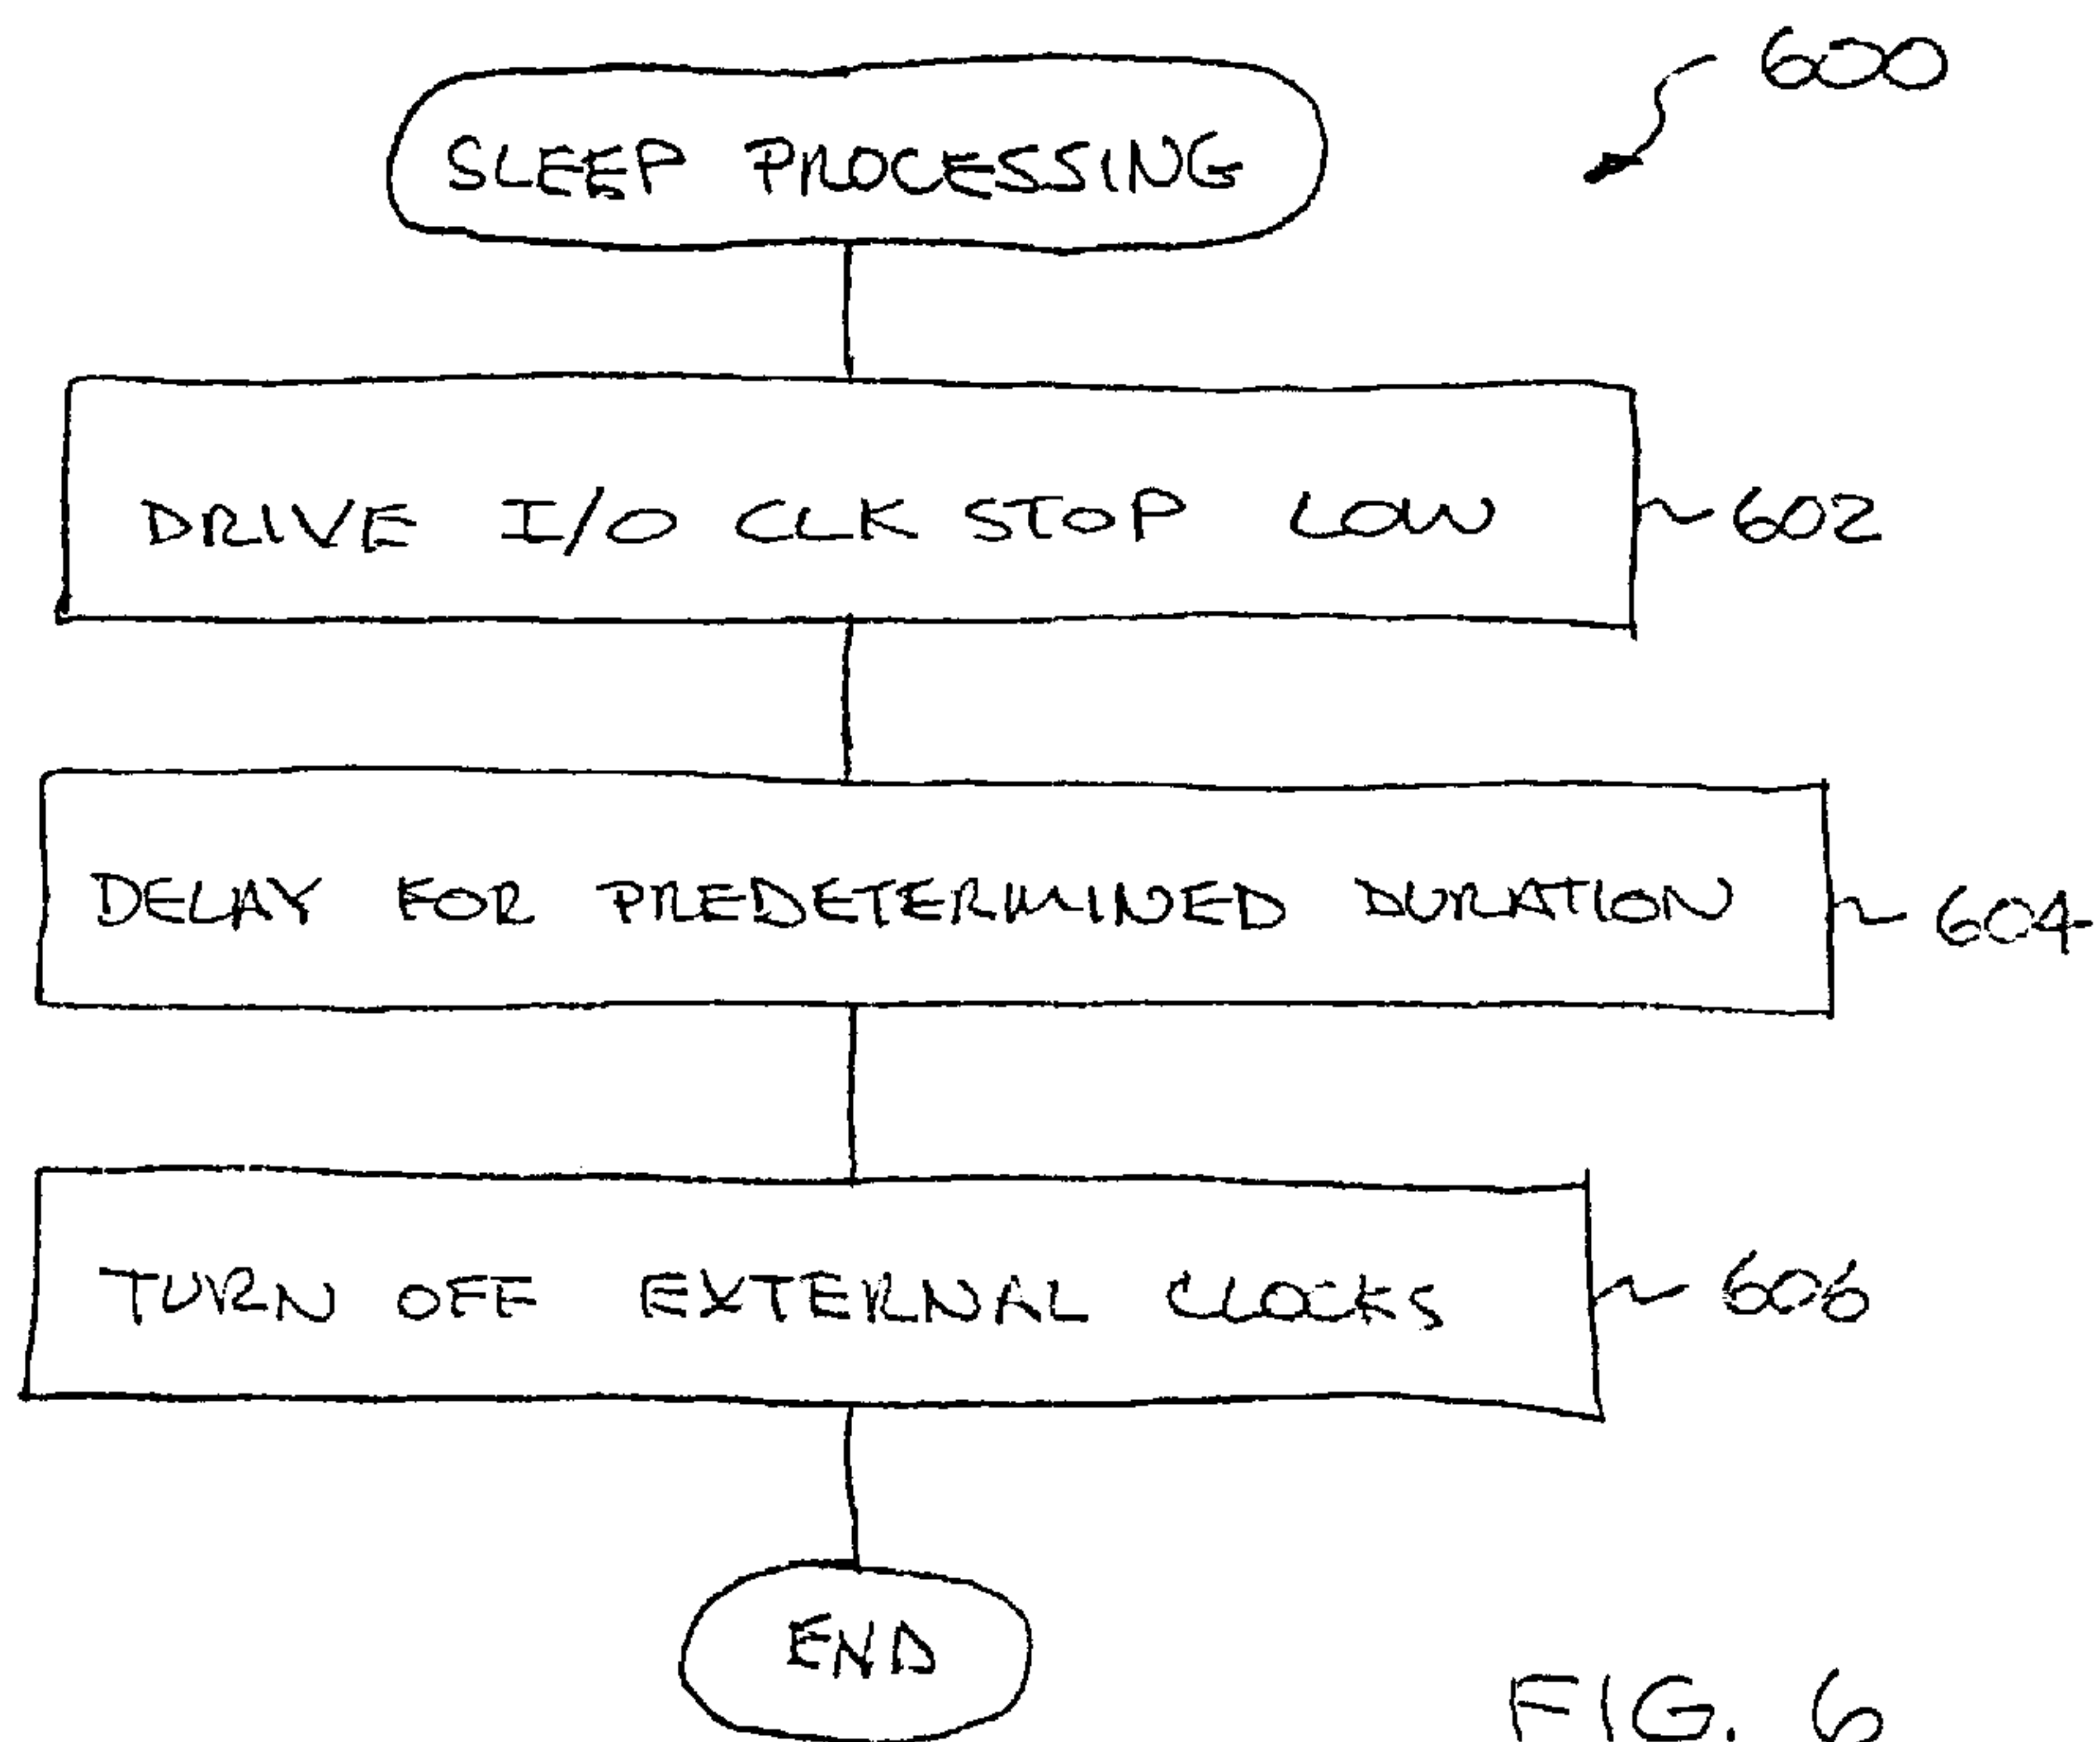 600
SLEEP PROCESSING
DRIVE I/O CLK STOP LOW
602
DELAY FOR PREDETERMINED DURATION
604
TURN OFF EXTERNAL CLOCKS
606
END
FIG. 6